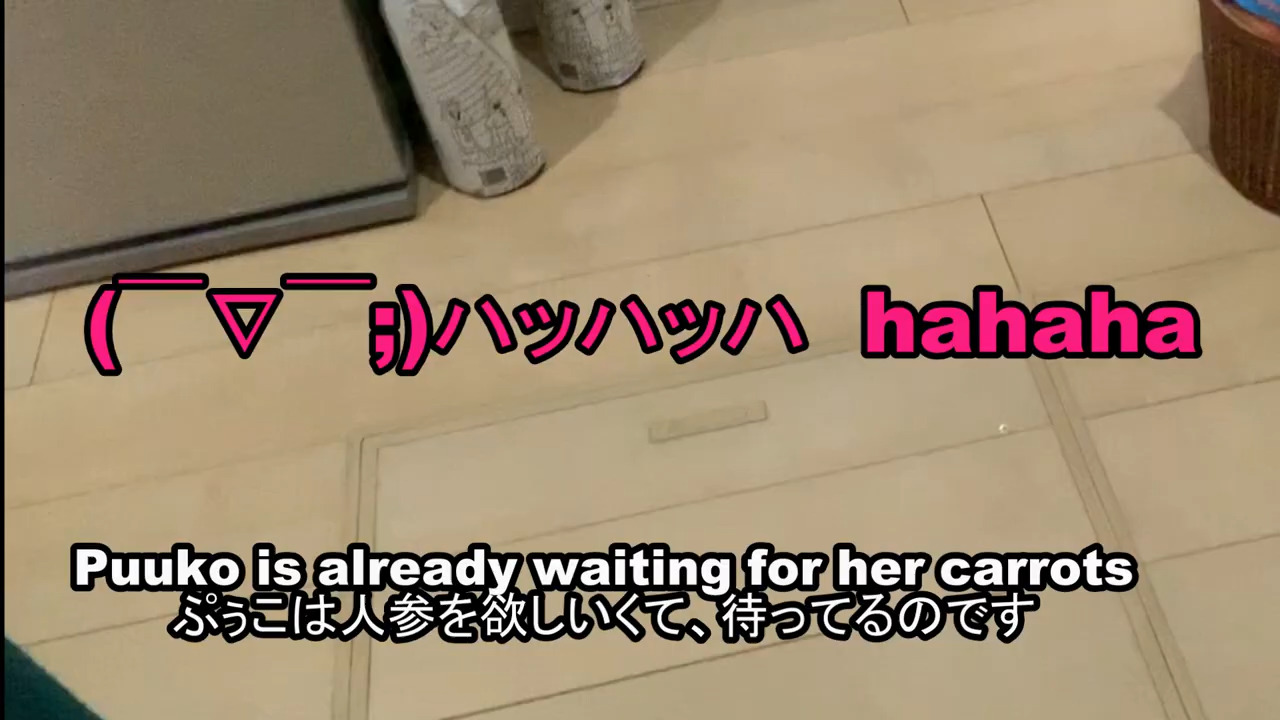 (￣▽￣;)ハッハッハ hahaha
Puuko is already waiting for her carrots
ぷぅこは人参を欲しいくて、待ってるのです